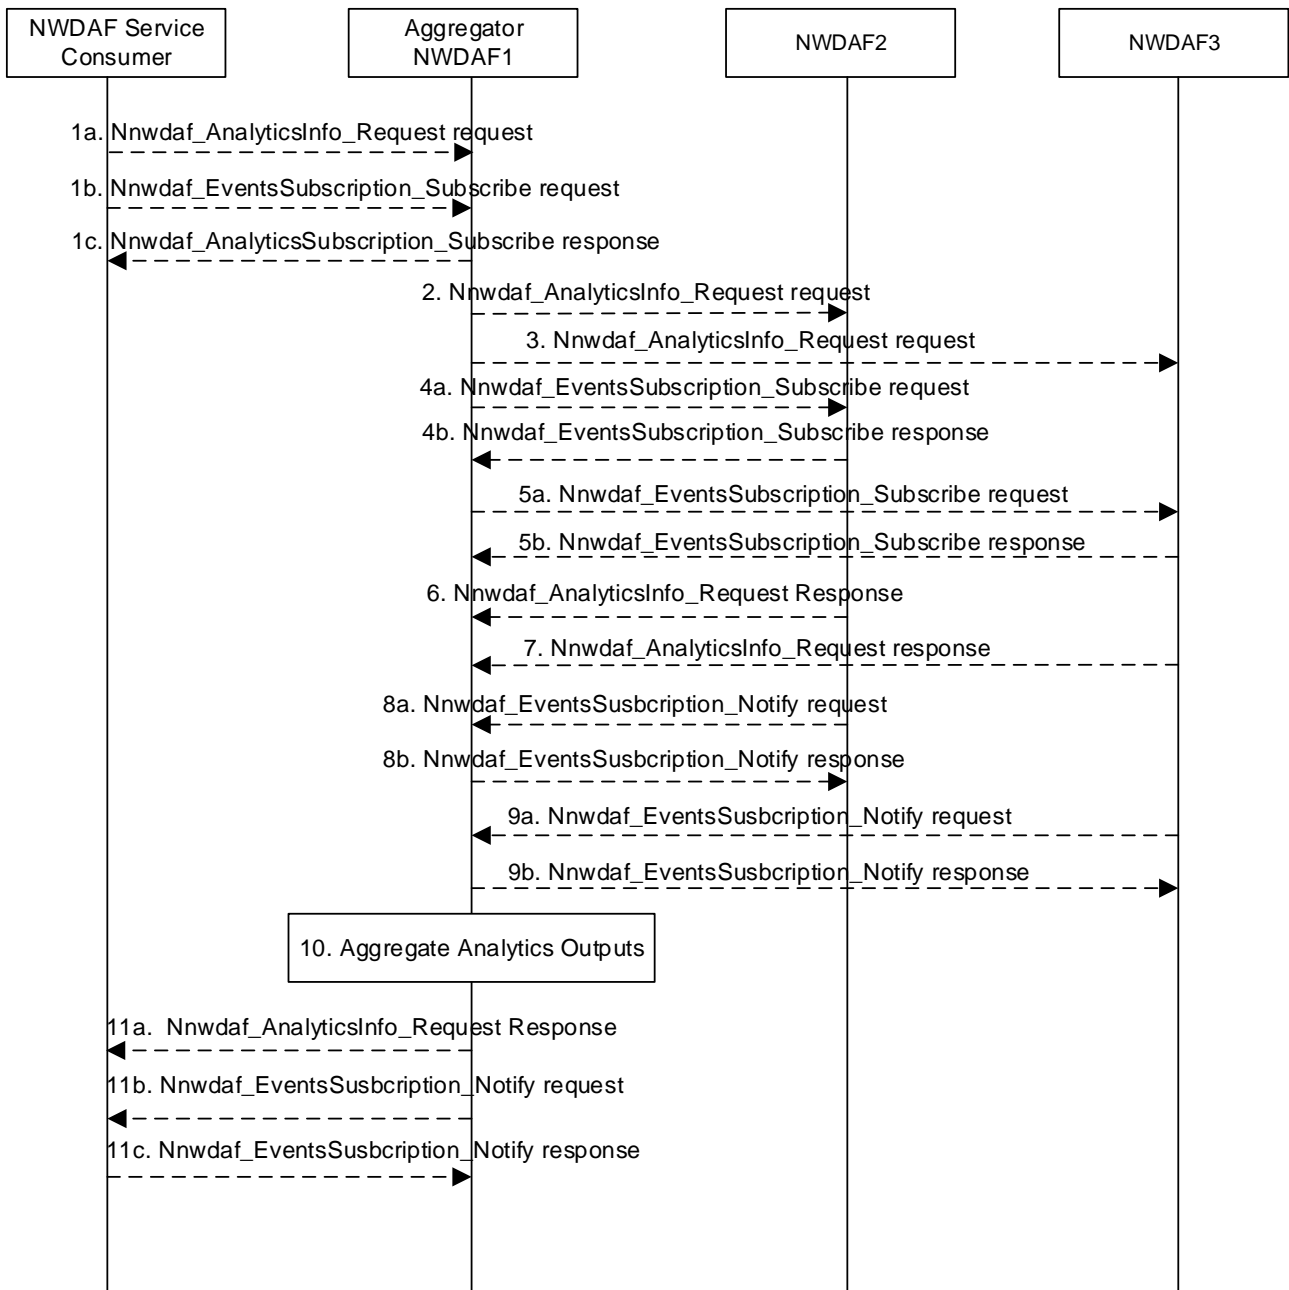 NWDAF Service
Consumer
Aggregator
NWDAF1
NWDAF2
NWDAF3
1a. Nnwdaf_AnalyticsInfo_Request request
1b. Nnwdaf_EventsSubscription_Subscribe request
1c. Nnwdaf_AnalyticsSubscription_Subscribe response
2. Nnwdaf_AnalyticsInfo_Request request
3. Nnwdaf_AnalyticsInfo_Request request
4a. Nnwdaf_EventsSubscription_Subscribe request
4b. Nnwdaf_EventsSubscription_Subscribe response
5a. Nnwdaf_EventsSubscription_Subscribe request
5b. Nnwdaf_EventsSubscription_Subscribe response
6. Nnwdaf_AnalyticsInfo_Request Response
7. Nnwdaf_AnalyticsInfo_Request response
8a. Nnwdaf_EventsSusbcription_Notify request
8b. Nnwdaf_EventsSusbcription_Notify response
9a. Nnwdaf_EventsSusbcription_Notify request
9b. Nnwdaf_EventsSusbcription_Notify response
10. Aggregate Analytics Outputs
11a. Nnwdaf_AnalyticsInfo_Request Response
11b. Nnwdaf_EventsSusbcription_Notify request
11c. Nnwdaf_EventsSusbcription_Notify response